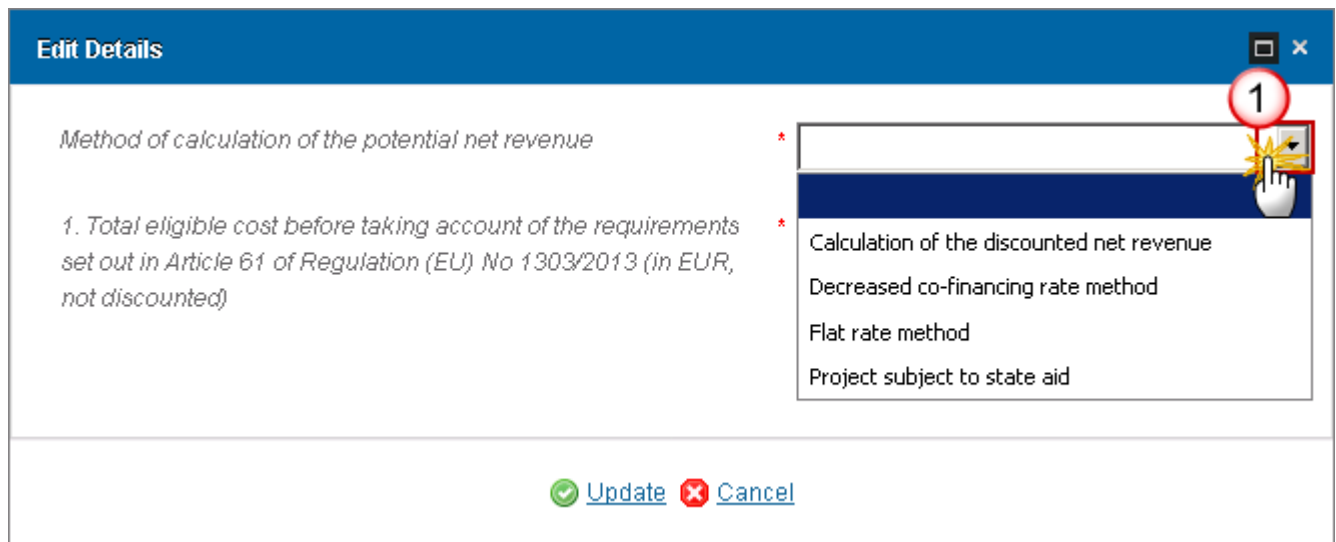 Edit Details
1
Method of calculation of the potential net revenue *
1. Total eligible cost before taking account of the requirements *
set out in Article 61 of Regulation (EU) No 1303/2013 (in EUR,
not discounted)
Calculation of the discounted net revenue
Decreased co-financing rate method
Flat rate method
Project subject to state aid
Update Cancel